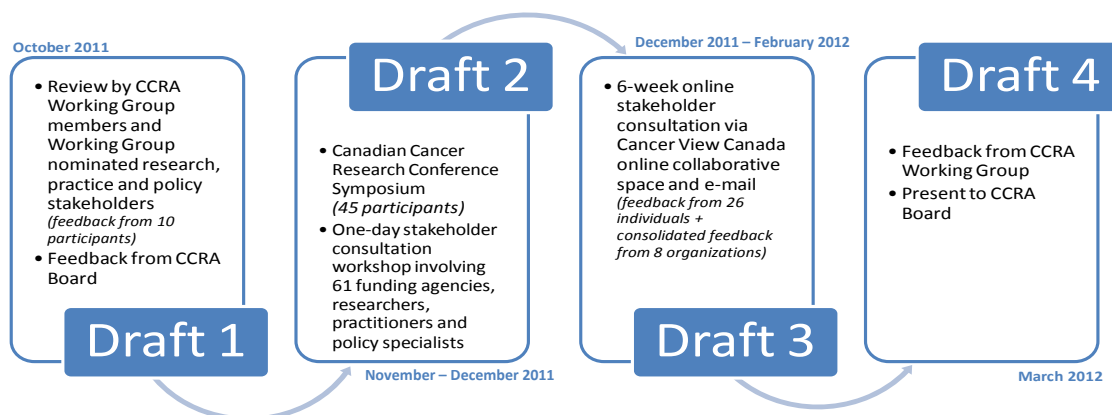 October 2011
• Review by CCRA
Working Group
members and
Working Group
nominated research,
practice and policy
stakeholders
(feedback from 10
participants)
• Feedback from CCRA
Board
Draft 1
Draft 2
• Canadian Cancer
Research Conference
Symposium
(45 participants)
• One-day stakeholder
consultation
workshop involving
61 funding agencies,
researchers,
practitioners and
policy specialists
November – December 2011
December 2011 – February 2012
• 6-week online
stakeholder
consultation via
Cancer View Canada
online collaborative
space and e-mail
(feedback from 26
individuals +
consolidated feedback
from 8 organizations)
Draft 3
Draft 4
• Feedback from CCRA
Working Group
• Present to CCRA
Board
March 2012